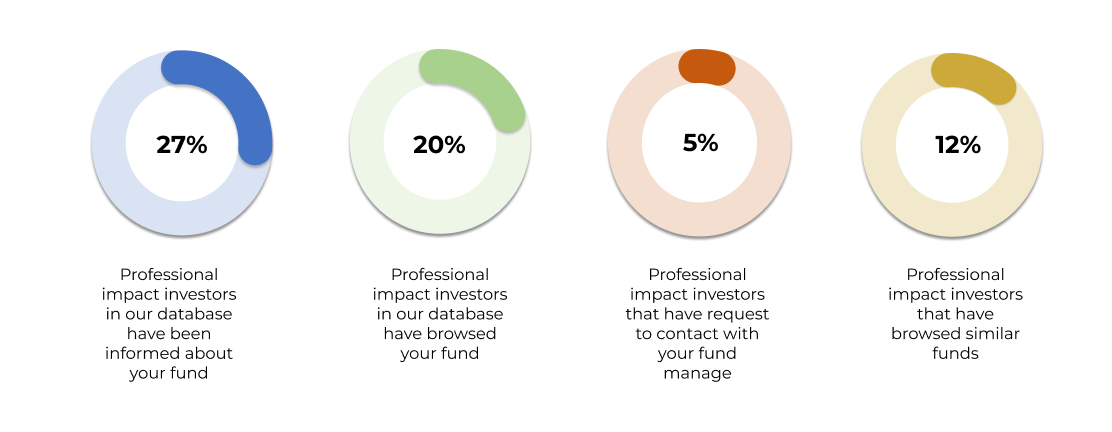 27%
20%
5%
12%
Professional
impact investors
in our database
have been
informed about
your fund
Professional
impact investors
in our database
have browsed
your fund
Professional
impact investors
that have request
to contact with
your fund
manage
Professional
impact investors
that have
browsed similar
funds